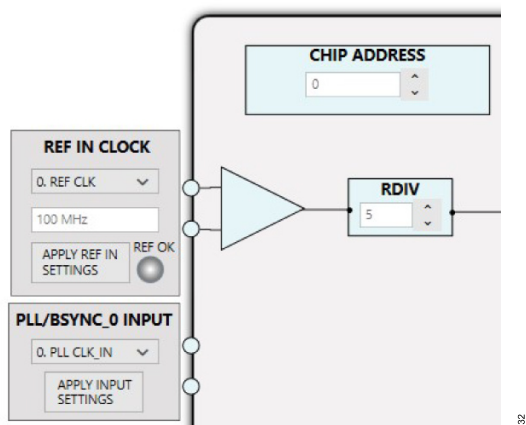 CHIP ADDRESS
0
REF IN CLOCK
0. REF CLK
100 MHz
APPLY REF IN
SETTINGS
REF OK
RDIV
5
PLL/BSYNC_0 INPUT
0. PLL CLK_IN
APPLY INPUT
SETTINGS
32